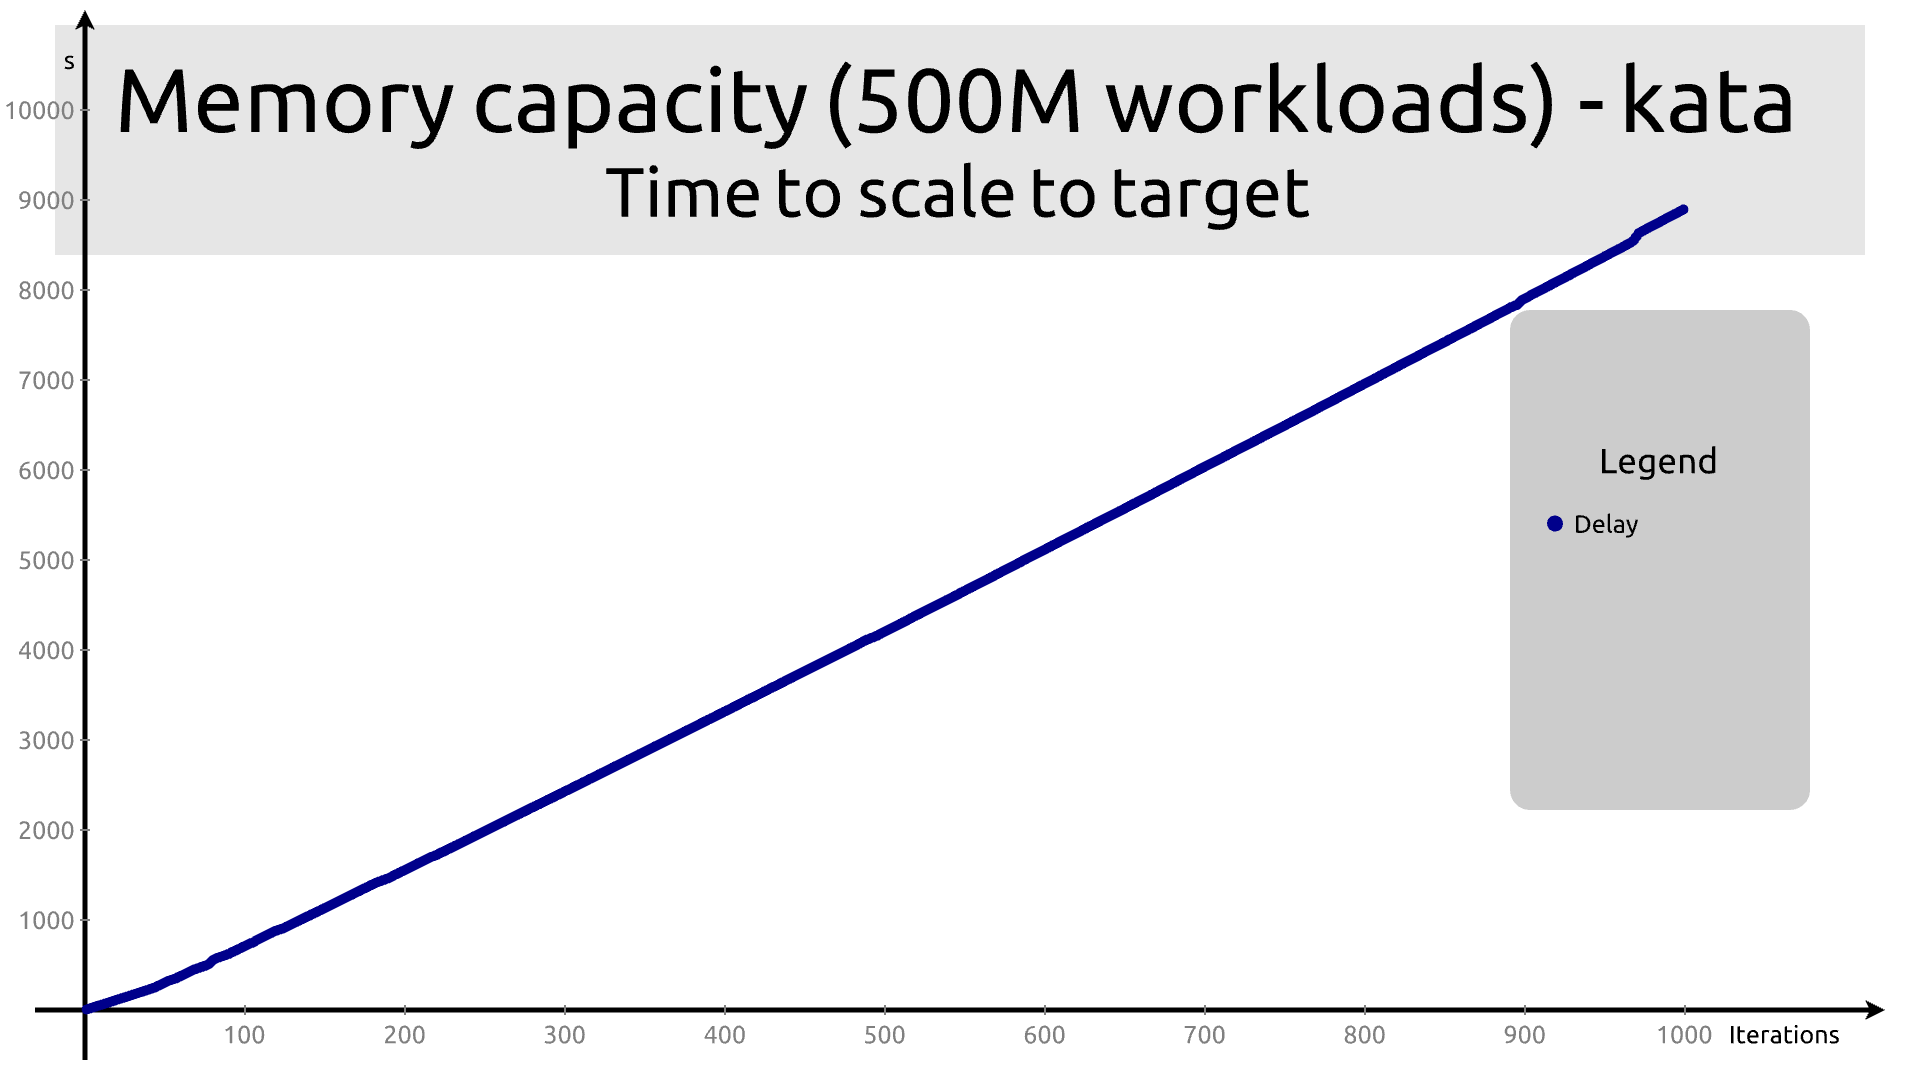 Memory capacity (500M workloads) - kata
Time to scale to target
s
10000
9000
8000
7000
6000
5000
4000
3000
2000
1000
Legend
Delay
100 200 300 400 500 600 700 800 900 1000 Iterations